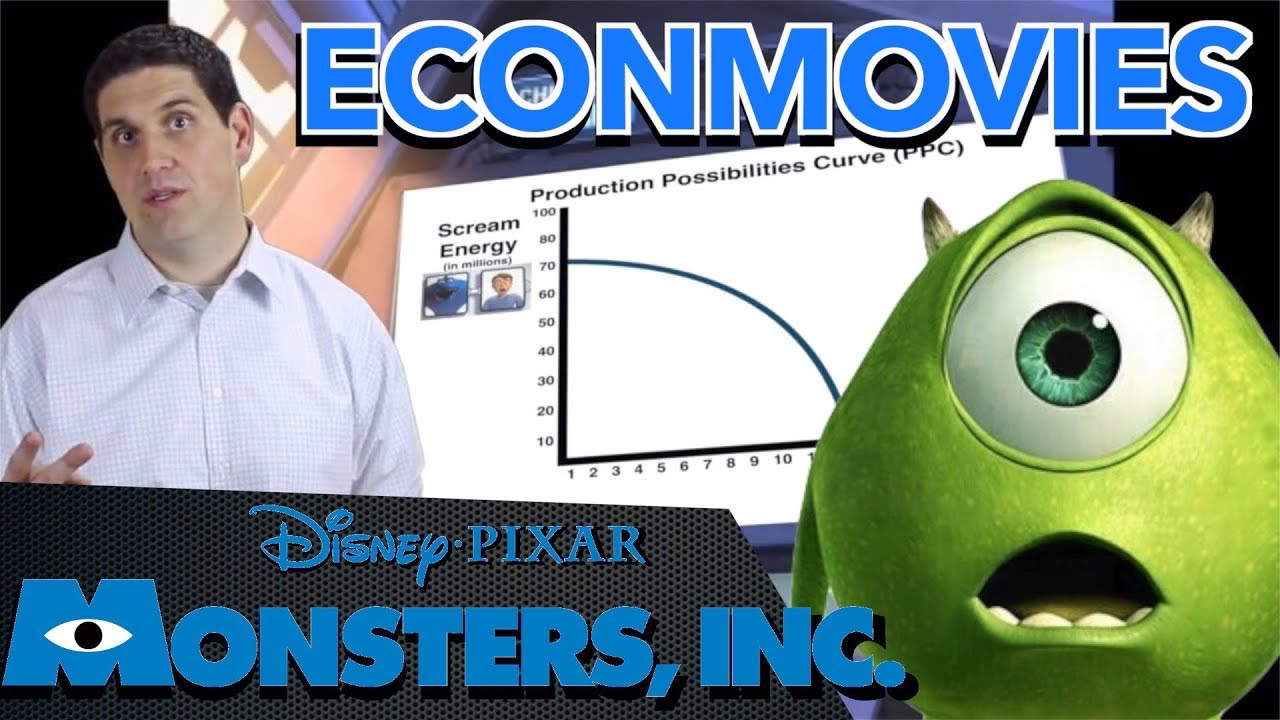 ECONMOVIES
Production Possibilities Curve (PPC)
Scream
Energy
(in millions)
100
80
70
60
50
40
30
20
10
1 2 3 4 5 6 7 8 9 10
DISNEY·PIXAR
MONSTERS, INC.